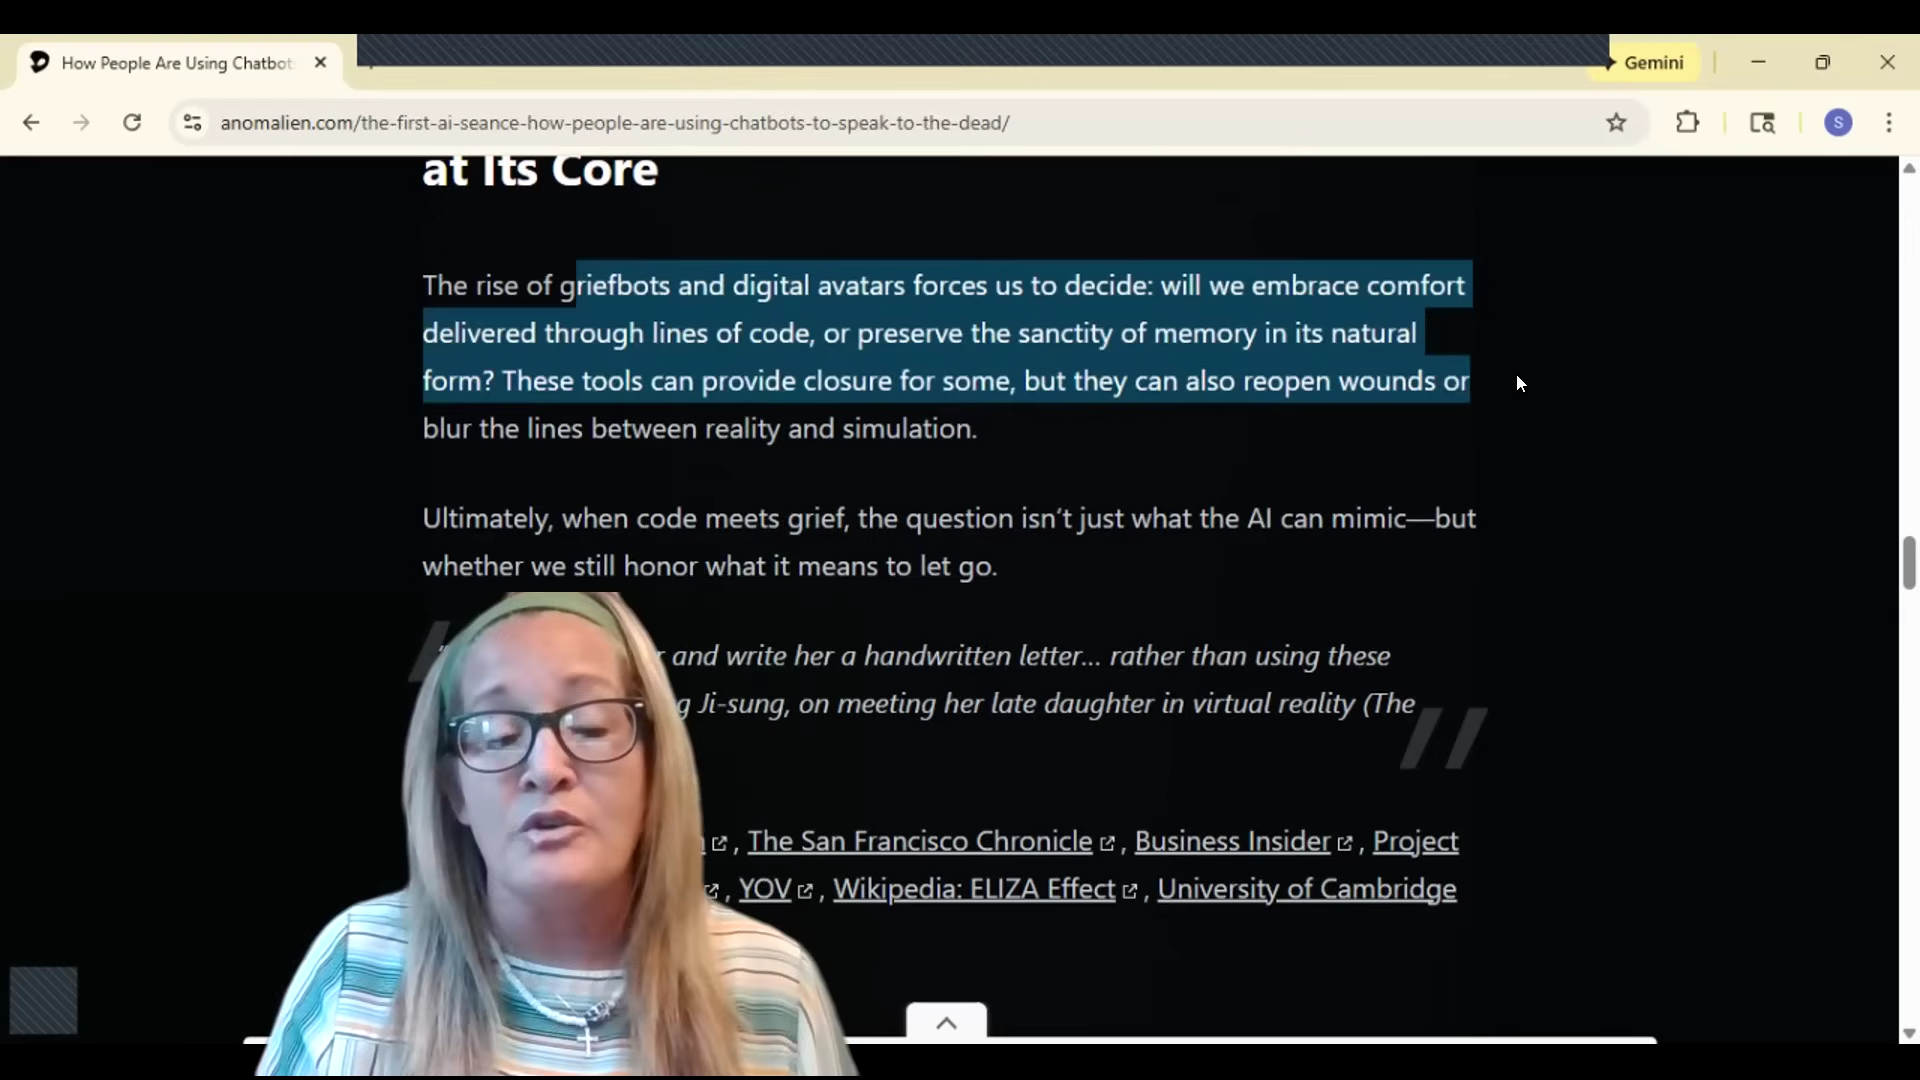 How People Are Using Chatbot
Gemini
anomalien.com/the-first-ai-seance-how-people-are-using-chatbots-to-speak-to-the-dead/
S
at Its Core
The rise of griefbots and digital avatars forces us to decide: will we embrace comfort
delivered through lines of code, or preserve the sanctity of memory in its natural
form? These tools can provide closure for some, but they can also reopen wounds or
blur the lines between reality and simulation.
Ultimately, when code meets grief, the question isn't just what the AI can mimic—but
whether we still honor what it means to let go.
and write her a handwritten letter... rather than using these
Ji-sung, on meeting her late daughter in virtual reality (The
, The San Francisco Chronicle , Business Insider , Project
, YOV , Wikipedia: ELIZA Effect , University of Cambridge